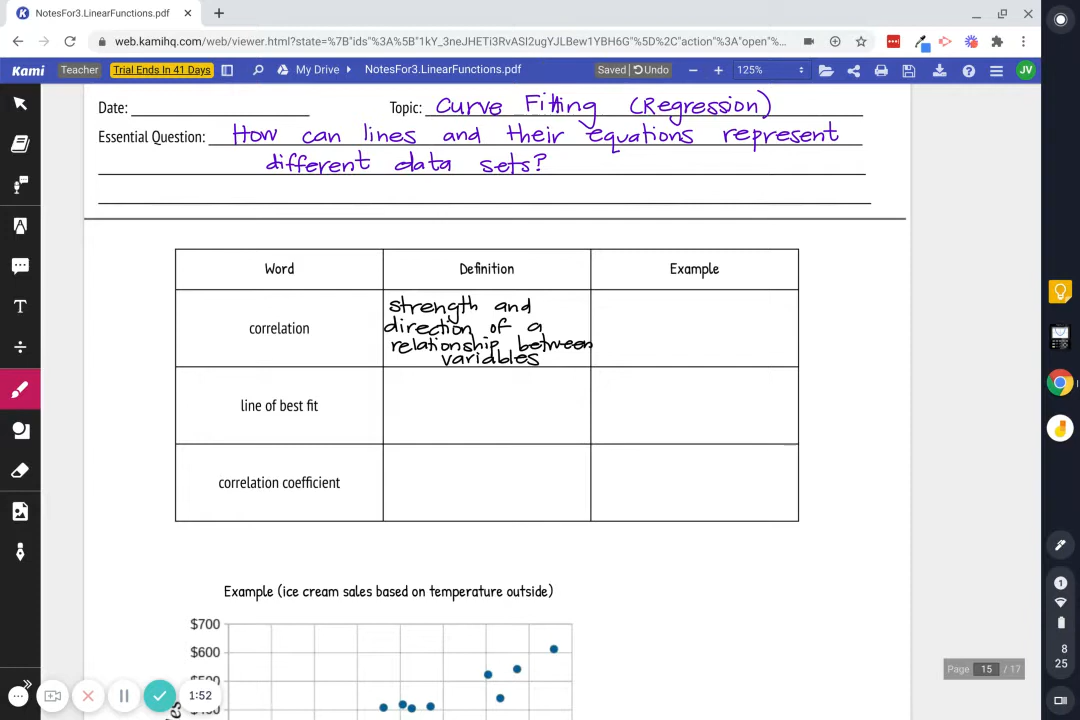 NotesFor3.LinearFunctions.pdf
web.kamihq.com/web/viewer.html?state=%7B"ids"%3A%5B"1kY_3neJHETi3RvASI2ugYJLBew1YBH6G"%5D%2C"action"%3A"open"%...
Kami Teacher Trial Ends In 41 Days My Drive NotesFor3.LinearFunctions.pdf Saved Undo 125% JV
Date: Topic: Curve Fitting (Regression)
Essential Question: How can lines and their equations represent
different data sets?
Word Definition Example
correlation
strength and
direction of a
relationship between
variables
line of best fit
correlation coefficient
Example (ice cream sales based on temperature outside)
$700
$600
Page 15 / 17
1:52
1
8
25